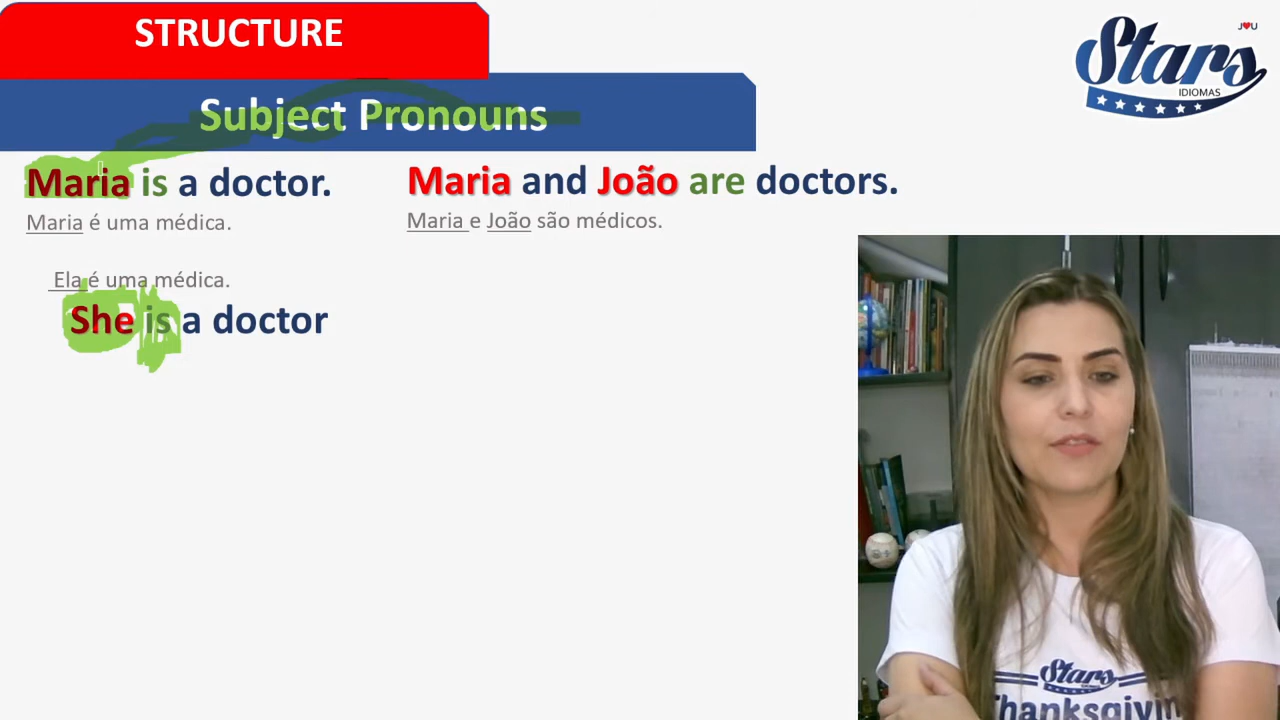 STRUCTURE
J♥U
Stars
IDIOMAS
Subject Pronouns
Maria is a doctor.
Maria é uma médica.
Maria and João are doctors.
Maria e João são médicos.
Ela é uma médica.
She is a doctor
Stars
Thanksgiving